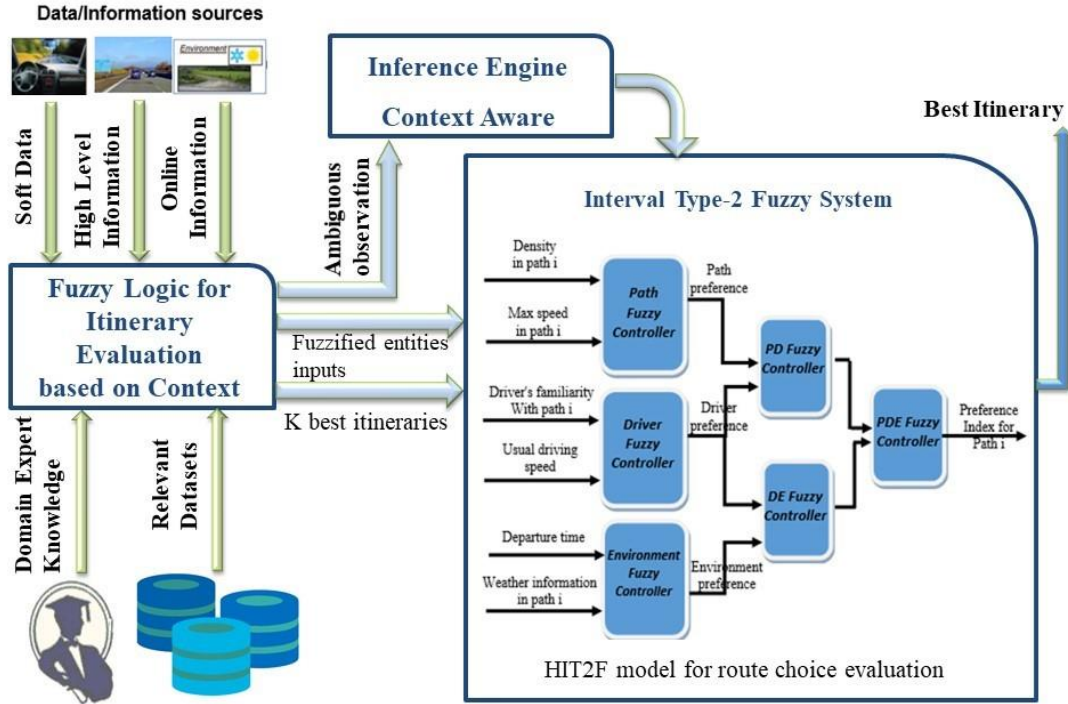 Data/Information sources
Environment
Soft Data
High Level
Information
Online
Information
Ambiguous
observation
Inference Engine
Context Aware
Best Itinerary
Fuzzy Logic for
Itinerary
Evaluation
based on Context
Fuzzified entities
inputs
K best itineraries
Domain Expert
Knowledge
Relevant
Datasets
Interval Type-2 Fuzzy System
Density
in path i
Max speed
in path i
Path
Fuzzy
Controller
Path
preference
Driver's familiarity
With path i
Usual driving
speed
Driver
Fuzzy
Controller
Driver
preference
Departure time
Weather information
in path i
Environment
Fuzzy
Controller
Environment
preference
PD Fuzzy
Controller
DE Fuzzy
Controller
PDE Fuzzy
Controller
Preference
Index for
Path i
HIT2F model for route choice evaluation